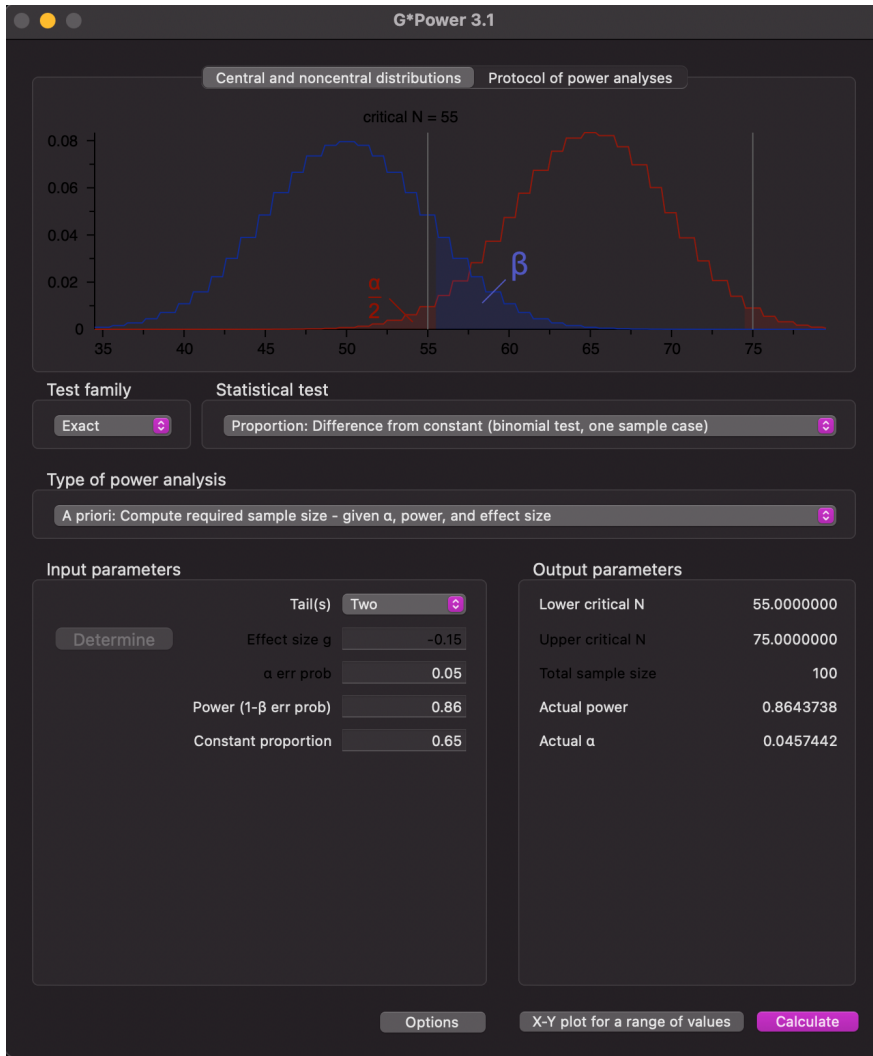 G*Power 3.1
Central and noncentral distributions Protocol of power analyses
critical N = 55
0.08
0.06
0.04
0.02
0
α
2
β
35 40 45 50 55 60 65 70 75
Test family Statistical test
Exact Proportion: Difference from constant (binomial test, one sample case)
Type of power analysis
A priori: Compute required sample size - given α, power, and effect size
Input parameters
Tail(s) Two
Determine Effect size g -0.15
α err prob 0.05
Power (1-β err prob) 0.86
Constant proportion 0.65
Output parameters
Lower critical N 55.0000000
Upper critical N 75.0000000
Total sample size 100
Actual power 0.8643738
Actual α 0.0457442
Options X-Y plot for a range of values Calculate